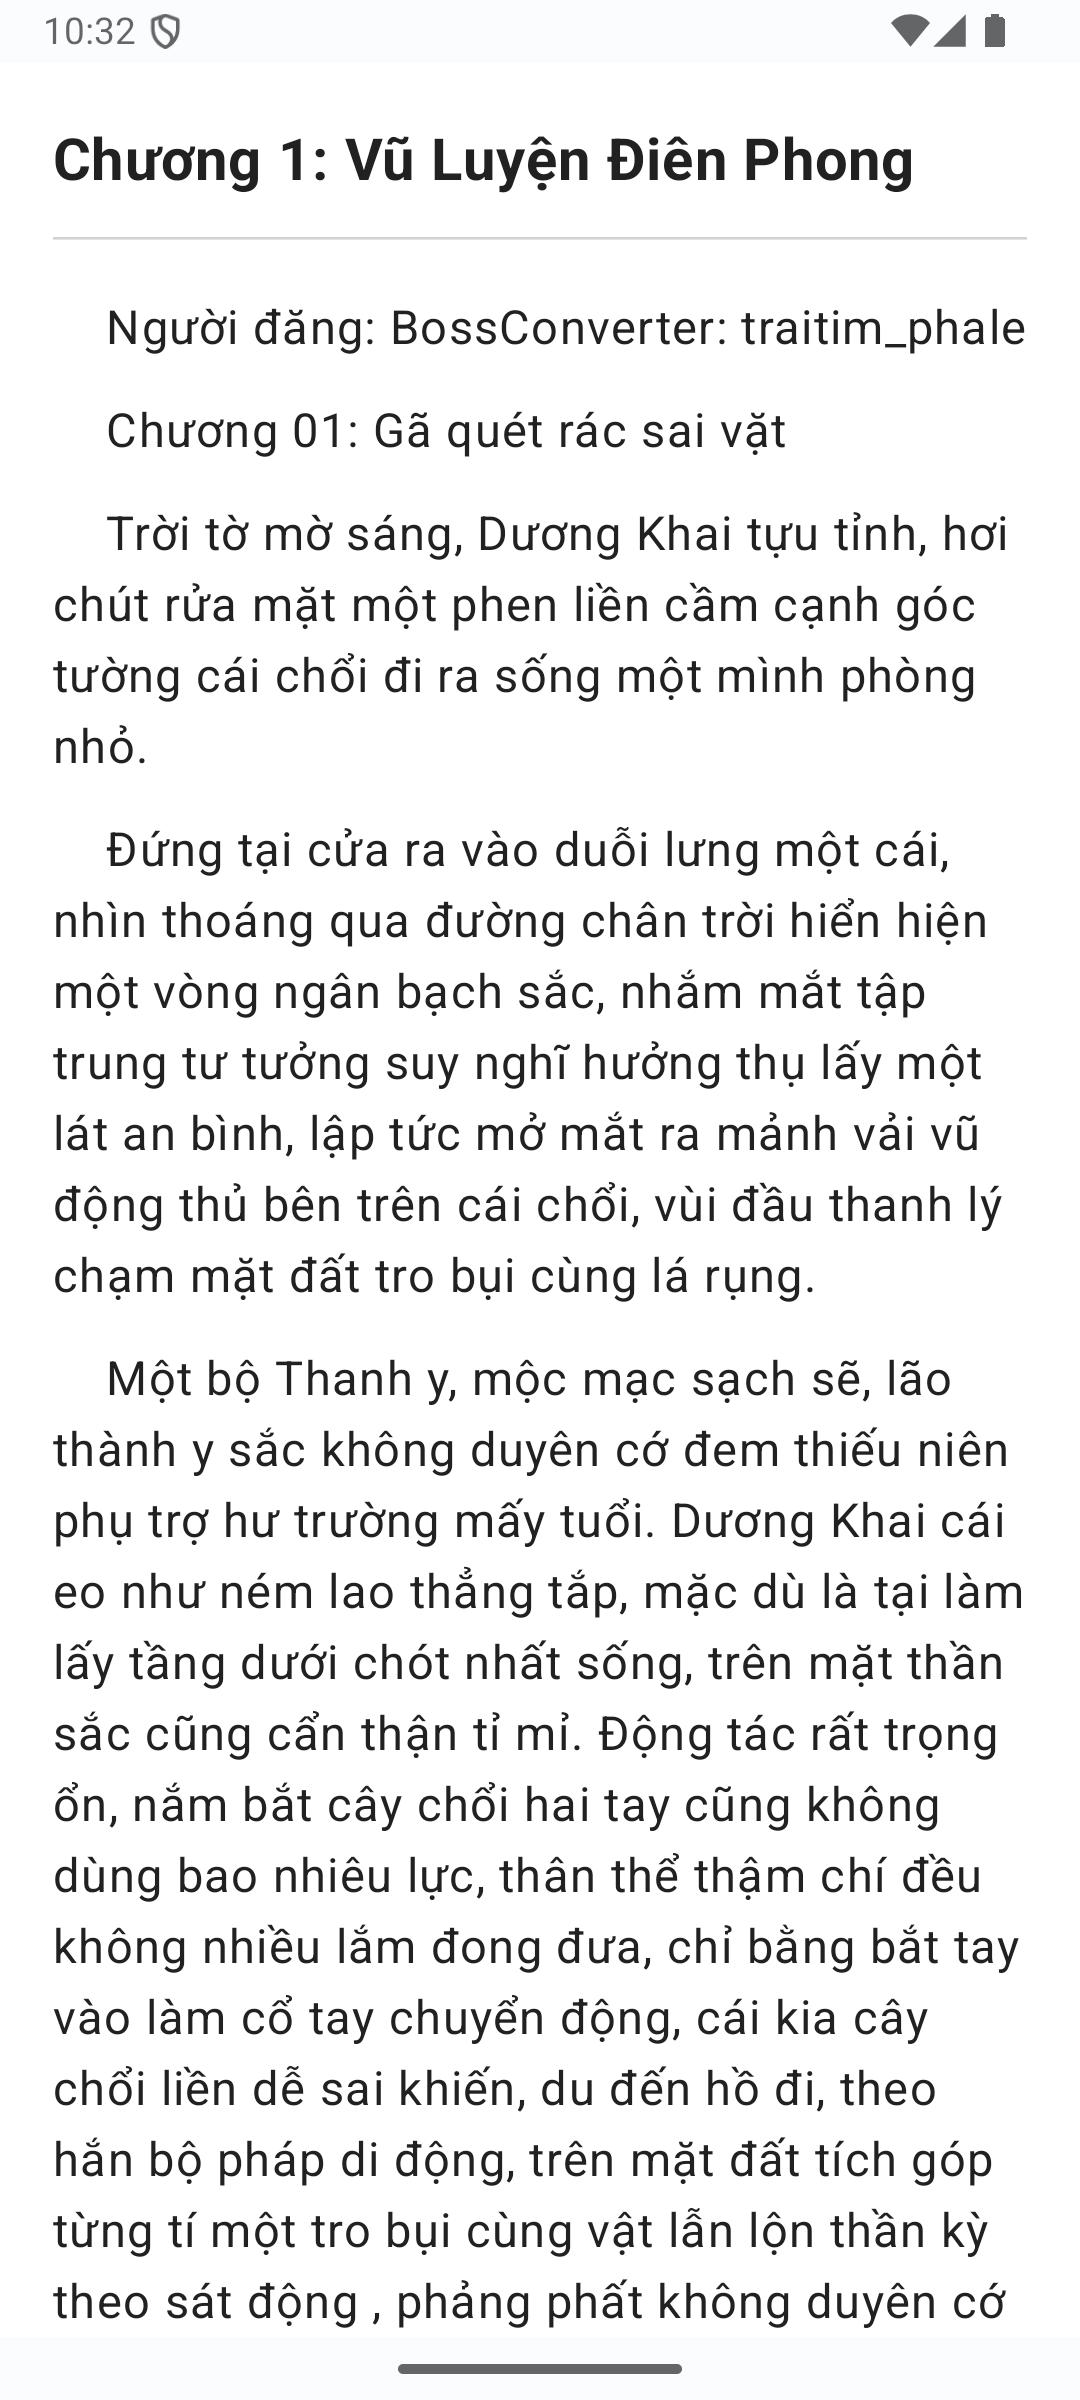 10:32
Chương 1: Vũ Luyện Điên Phong
Người đăng: BossConverter: traitim_phale
Chương 01: Gã quét rác sai vặt
Trời tờ mờ sáng, Dương Khai tựu tỉnh, hơi
chút rửa mặt một phen liền cầm cạnh góc
tường cái chổi đi ra sống một mình phòng
nhỏ.
Đứng tại cửa ra vào duỗi lưng một cái,
nhìn thoáng qua đường chân trời hiển hiện
một vòng ngân bạch sắc, nhắm mắt tập
trung tư tưởng suy nghĩ hưởng thụ lấy một
lát an bình, lập tức mở mắt ra mảnh vải vũ
động thủ bên trên cái chổi, vùi đầu thanh lý
chạm mặt đất tro bụi cùng lá rụng.
Một bộ Thanh y, mộc mạc sạch sẽ, lão
thành y sắc không duyên cớ đem thiếu niên
phụ trợ hư trường mấy tuổi. Dương Khai cái
eo như ném lao thẳng tắp, mặc dù là tại làm
lấy tầng dưới chót nhất sống, trên mặt thần
sắc cũng cẩn thận tỉ mỉ. Động tác rất trọng
ổn, nắm bắt cây chổi hai tay cũng không
dùng bao nhiêu lực, thân thể thậm chí đều
không nhiều lắm đong đưa, chỉ bằng bắt tay
vào làm cổ tay chuyển động, cái kia cây
chổi liền dễ sai khiến, du đến hồ đi, theo
hắn bộ pháp di động, trên mặt đất tích góp
từng tí một tro bụi cùng vật lẫn lộn thần kỳ
theo sát động , phảng phất không duyên cớ